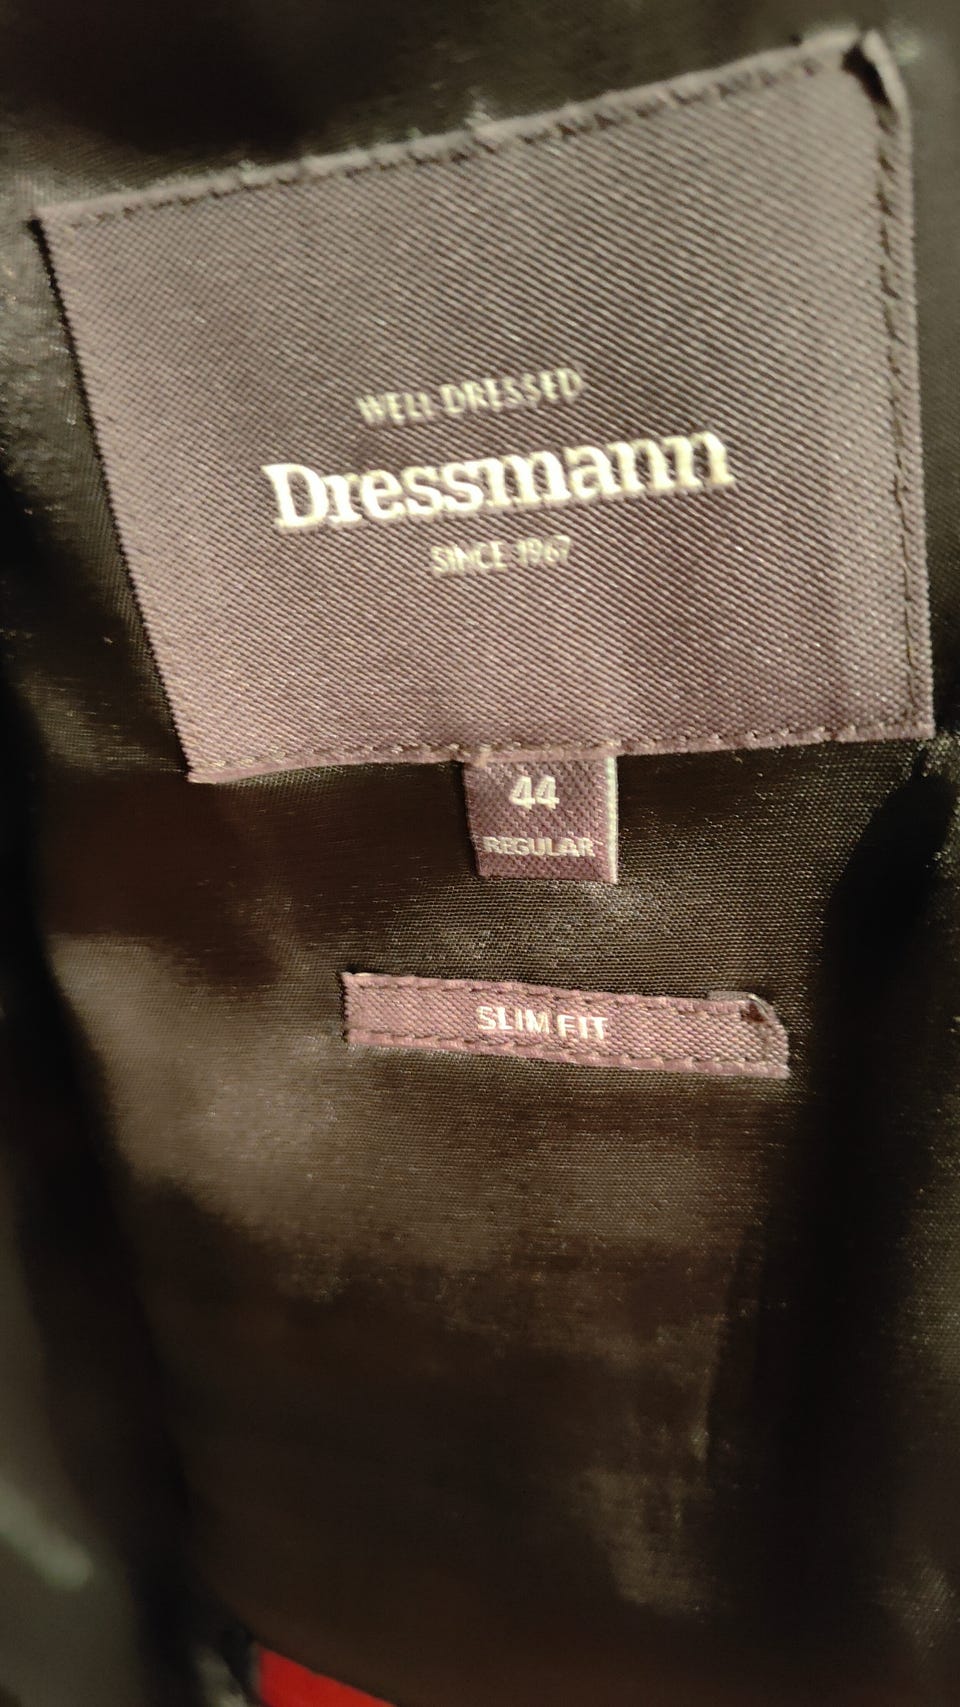 WELL DRESSED
Dressmann
SINCE 1967
44
REGULAR
SLIM FIT